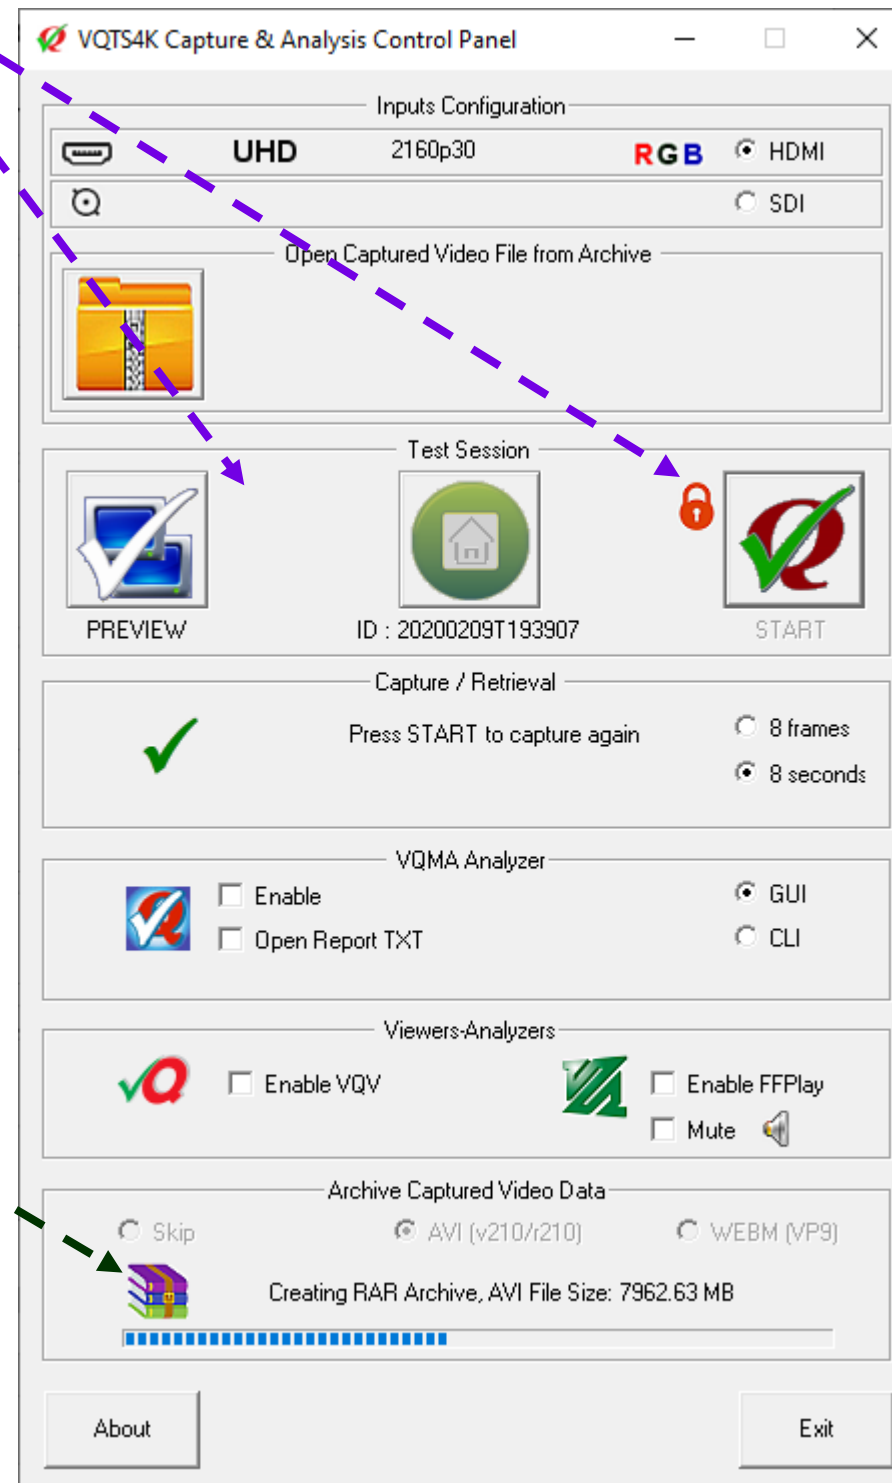 VQTS4K Capture & Analysis Control Panel
Inputs Configuration
UHD 2160p30 RGB HDMI
SDI
Open Captured Video File from Archive
Test Session
PREVIEW ID : 20200209T193907 START
Capture / Retrieval
Press START to capture again 8 frames
8 seconds
VQMA Analyzer
Enable GUI
Open Report TXT CLI
Viewers-Analyzers
Enable VQV Enable FFPlay
Mute
Archive Captured Video Data
Skip AVI (v210/r210) WEBM (VP9)
Creating RAR Archive, AVI File Size: 7962.63 MB
About Exit